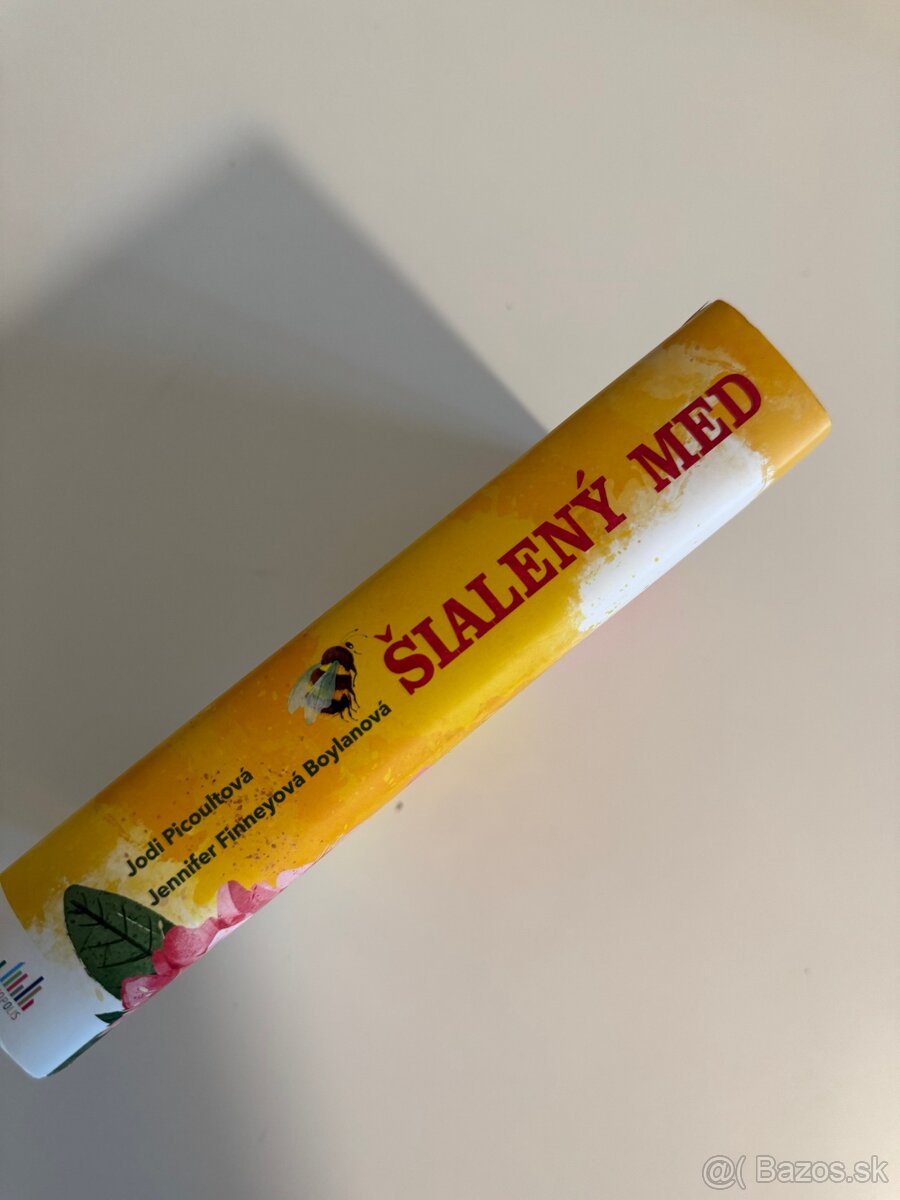 ŠIALENÝ MED
Jodi Picoultová
Jennifer Finneyová Boylanová
@( Bazos.sk